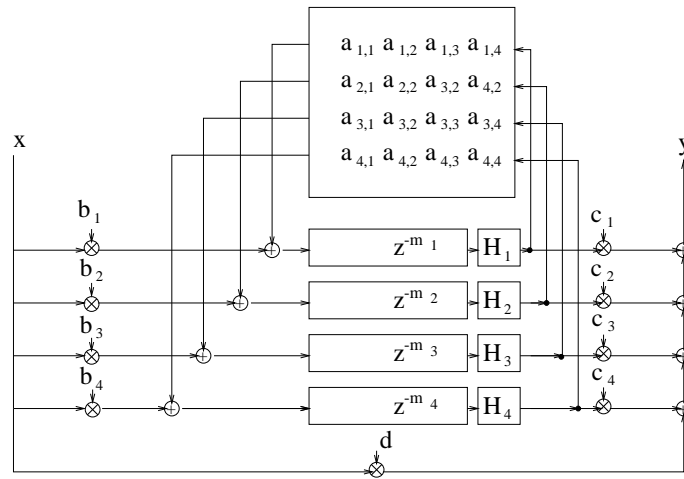 a 1,1 a 1,2 a 1,3 a 1,4
a 2,1 a 2,2 a 3,2 a 4,2
a 3,1 a 3,2 a 3,3 a 3,4
a 4,1 a 4,2 a 4,3 a 4,4
x
y
b 1
c 1
z -m 1
H 1
b 2
c 2
z -m 2
H 2
b 3
c 3
z -m 3
H 3
b 4
c 4
z -m 4
H 4
d